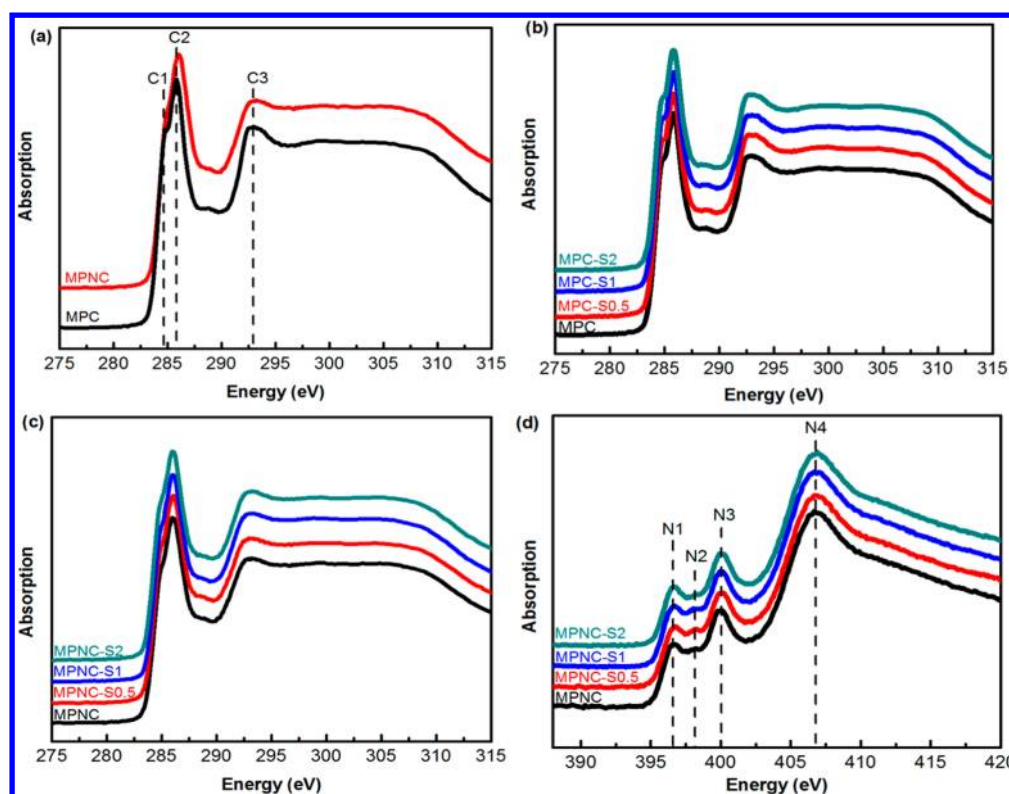 (a)
C1
C2
C3
MPNC
MPC
Absorption
275 280 285 290 295 300 305 310 315
Energy (eV)
(b)
MPC-S2
MPC-S1
MPC-S0.5
MPC
Absorption
275 280 285 290 295 300 305 310 315
Energy (eV)
(c)
MPNC-S2
MPNC-S1
MPNC-S0.5
MPNC
Absorption
275 280 285 290 295 300 305 310 315
Energy (eV)
(d)
N1
N2
N3
N4
MPNC-S2
MPNC-S1
MPNC-S0.5
MPNC
Absorption
390 395 400 405 410 415 420
Energy (eV)